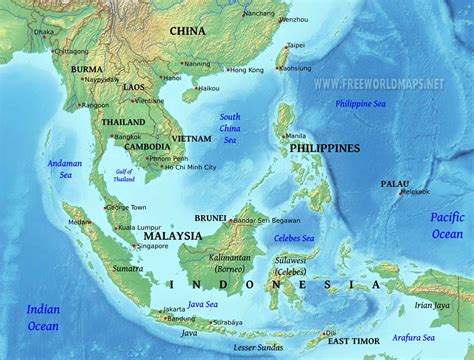 Nanchang
Wenzhou
Dhaka
CHINA
Taipei
Chittagong
Nanning
Hong Kong
Kaohsiung
BURMA
Hanoi
WWW.FREEWORLDMAPS.NET
Naypyidaw
LAOS
Haikou
Rangoon
Vientiane
Philippine Sea
South
China
Sea
THAILAND
Bangkok
VIETNAM
Manila
CAMBODIA
PHILIPPINES
Andaman
Sea
Phnom Penh
Gulf of
Thailand
Ho Chi Minh City
PALAU
Melekeok
George Town
BRUNEI
Bandar Seri Begawan
Pacific
Ocean
Medan
Kuala Lumpur
MALAYSIA
Celebes Sea
Singapore
Sumatra
Kalimantan
(Borneo)
Sulawesi
(Celebes)
INDONESIA
Irian Jaya
Indian
Ocean
Jakarta
Java Sea
Bandung
Surabaya
Java
Dili
EAST TIMOR
Arafura Sea
Lesser Sundas